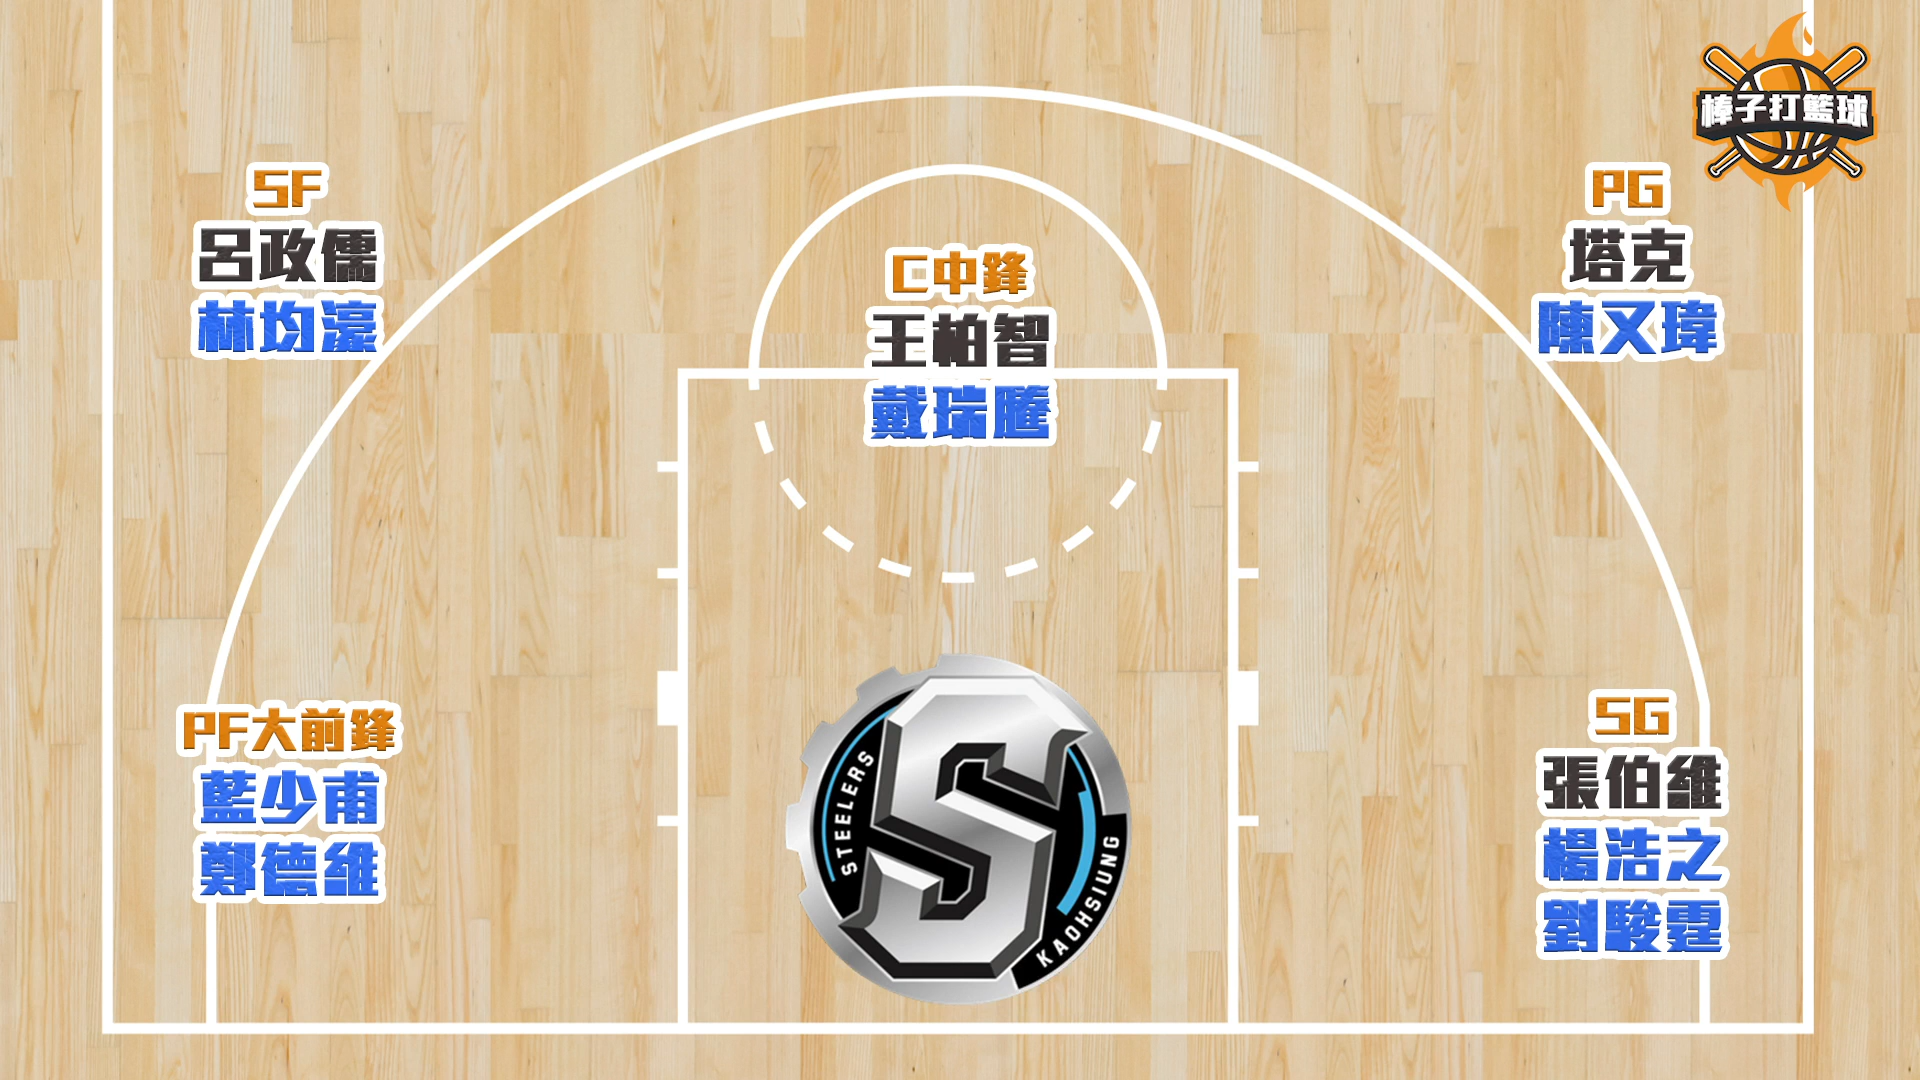 棒子打籃球
SF
呂政儒
林均濠
C中鋒
王柏智
戴瑞騰
PG
塔克
陳又瑋
PF大前鋒
藍少甫
鄭德維
SG
張伯維
楊浩之
劉駿霆
STEELERS
S
KAOHSIUNG